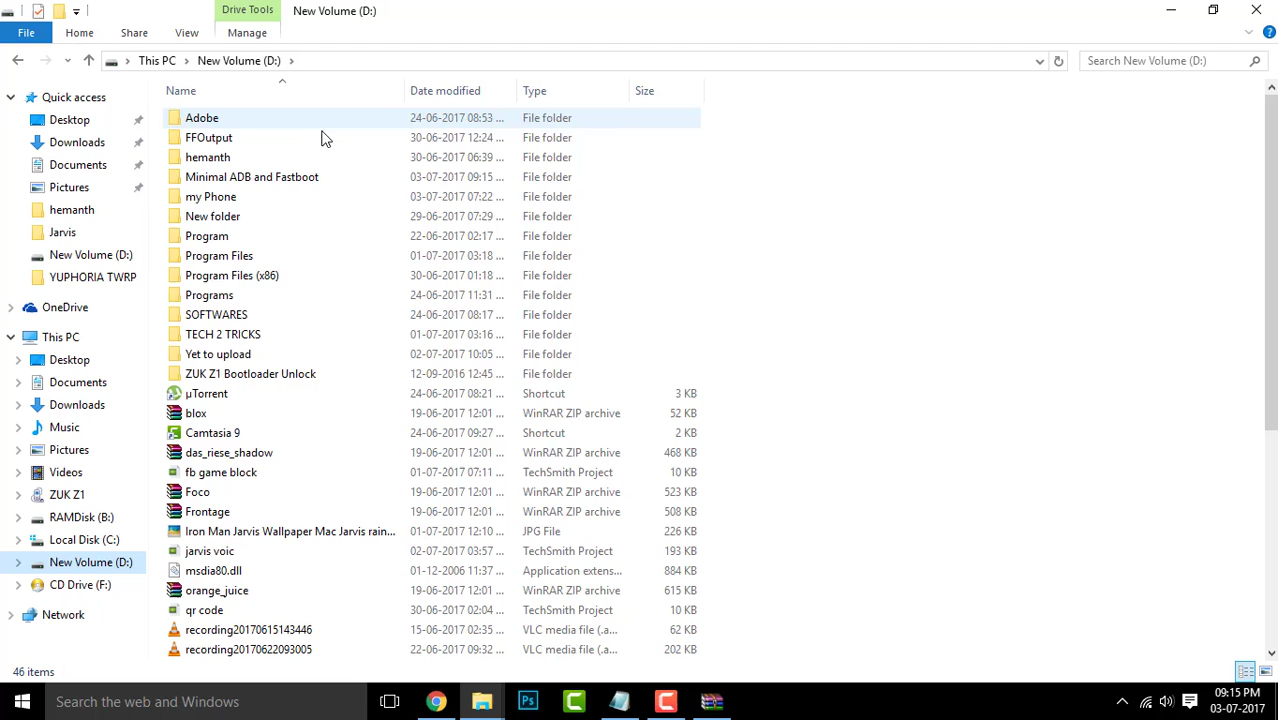 Drive Tools New Volume (D:)
File Home Share View Manage
This PC New Volume (D:) Search New Volume (D:)
Name Date modified Type Size
Quick access
Desktop
Downloads
Documents
Pictures
hemanth
Jarvis
New Volume (D:)
YUPHORIA TWRP
OneDrive
This PC
Desktop
Documents
Downloads
Music
Pictures
Videos
ZUK Z1
RAMDisk (B:)
Local Disk (C:)
New Volume (D:)
CD Drive (F:)
Network
Adobe 24-06-2017 08:53 ... File folder
FFOutput 30-06-2017 12:24 ... File folder
hemanth 30-06-2017 06:39 ... File folder
Minimal ADB and Fastboot 03-07-2017 09:15 ... File folder
my Phone 03-07-2017 07:22 ... File folder
New folder 29-06-2017 07:29 ... File folder
Program 22-06-2017 02:17 ... File folder
Program Files 01-07-2017 03:18 ... File folder
Program Files (x86) 30-06-2017 01:18 ... File folder
Programs 24-06-2017 11:31 ... File folder
SOFTWARES 24-06-2017 08:17 ... File folder
TECH 2 TRICKS 01-07-2017 03:16 ... File folder
Yet to upload 02-07-2017 10:05 ... File folder
ZUK Z1 Bootloader Unlock 12-09-2016 12:45 ... File folder
µTorrent 24-06-2017 08:21 ... Shortcut 3 KB
blox 19-06-2017 12:01 ... WinRAR ZIP archive 52 KB
Camtasia 9 24-06-2017 09:27 ... Shortcut 2 KB
das_riese_shadow 19-06-2017 12:01 ... WinRAR ZIP archive 468 KB
fb game block 01-07-2017 07:11 ... TechSmith Project 10 KB
Foco 19-06-2017 12:01 ... WinRAR ZIP archive 523 KB
Frontage 19-06-2017 12:01 ... WinRAR ZIP archive 508 KB
Iron Man Jarvis Wallpaper Mac Jarvis rain... 01-07-2017 12:10 ... JPG File 226 KB
jarvis voic 02-07-2017 03:57 ... TechSmith Project 193 KB
msdia80.dll 01-12-2006 11:37 ... Application extens... 884 KB
orange_juice 19-06-2017 12:01 ... WinRAR ZIP archive 615 KB
qr code 30-06-2017 02:04 ... TechSmith Project 10 KB
recording20170615143446 15-06-2017 02:35 ... VLC media file (.a... 62 KB
recording20170622093005 22-06-2017 09:32 ... VLC media file (.a... 202 KB
46 items
Search the web and Windows
Ps
09:15 PM
03-07-2017